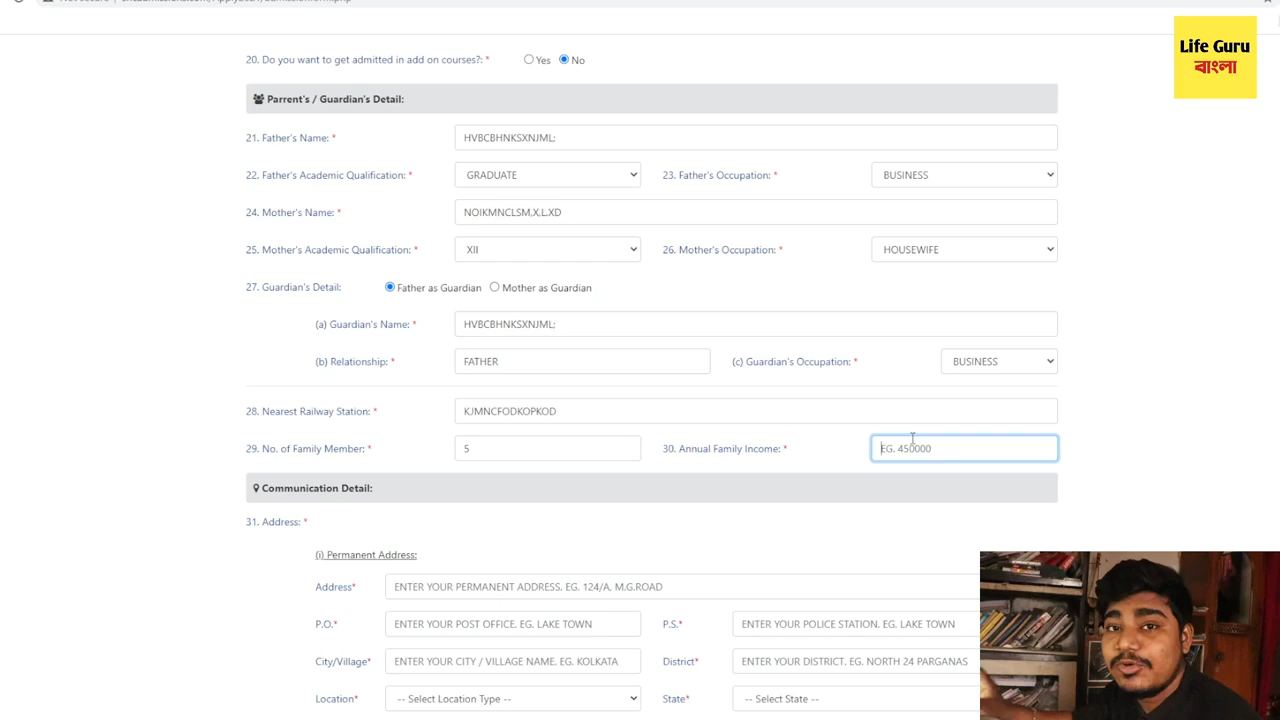 Life Guru
বাংলা
20. Do you want to get admitted in add on courses?: * Yes No
Parrent's / Guardian's Detail:
21. Father's Name: * HVBCBHNKSXNJML;
22. Father's Academic Qualification: * GRADUATE 23. Father's Occupation: * BUSINESS
24. Mother's Name: * NOIKMNCLSM,X,L,XD
25. Mother's Academic Qualification: * XII 26. Mother's Occupation: * HOUSEWIFE
27. Guardian's Detail: Father as Guardian Mother as Guardian
(a) Guardian's Name: * HVBCBHNKSXNJML;
(b) Relationship: * FATHER (c) Guardian's Occupation: * BUSINESS
28. Nearest Railway Station: * KJMNCFODKOPKOD
29. No. of Family Member: * 5 30. Annual Family Income: * EG. 450000
Communication Detail:
31. Address: *
(i) Permanent Address:
Address* ENTER YOUR PERMANENT ADDRESS. EG. 124/A, M.G.ROAD
P.O.* ENTER YOUR POST OFFICE. EG. LAKE TOWN P.S.* ENTER YOUR POLICE STATION. EG. LAKE TOWN
City/Village* ENTER YOUR CITY / VILLAGE NAME. EG. KOLKATA District* ENTER YOUR DISTRICT. EG. NORTH 24 PARGANAS
Location* -- Select Location Type -- State* -- Select State --